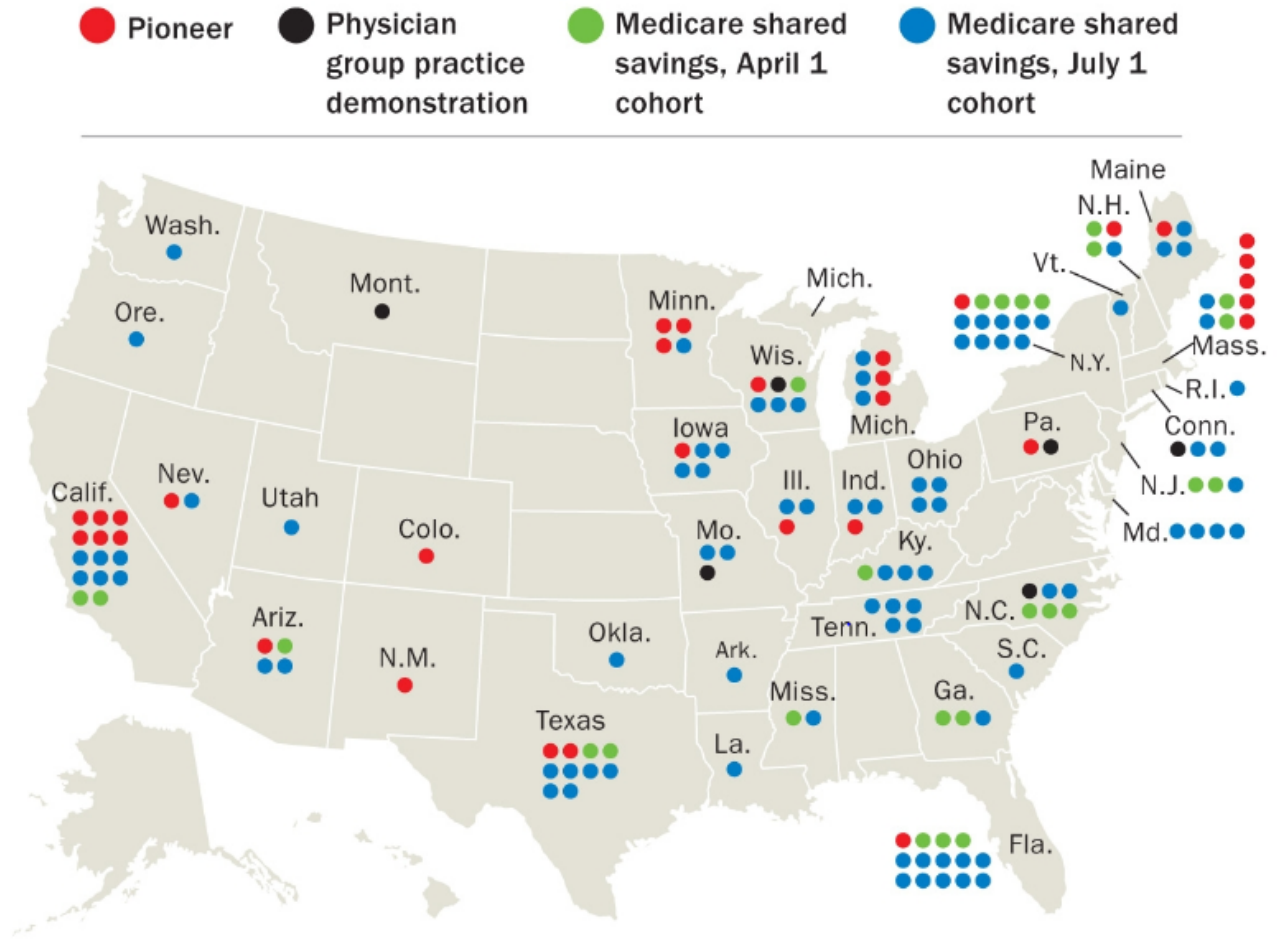 Pioneer
Physician
group practice
demonstration
Medicare shared
savings, April 1
cohort
Medicare shared
savings, July 1
cohort
Maine
N.H.
Wash.
Vt.
Mich.
Mont.
Minn.
Ore.
Mass.
Wis.
N.Y.
R.I.
Mich.
Pa.
Conn.
Iowa
Ohio
Nev.
Ill.
Ind.
N.J.
Calif.
Utah
Colo.
Mo.
Md.
Ky.
Ariz.
N.C.
Tenn.
Okla.
N.M.
Ark.
S.C.
Miss.
Ga.
Texas
La.
Fla.